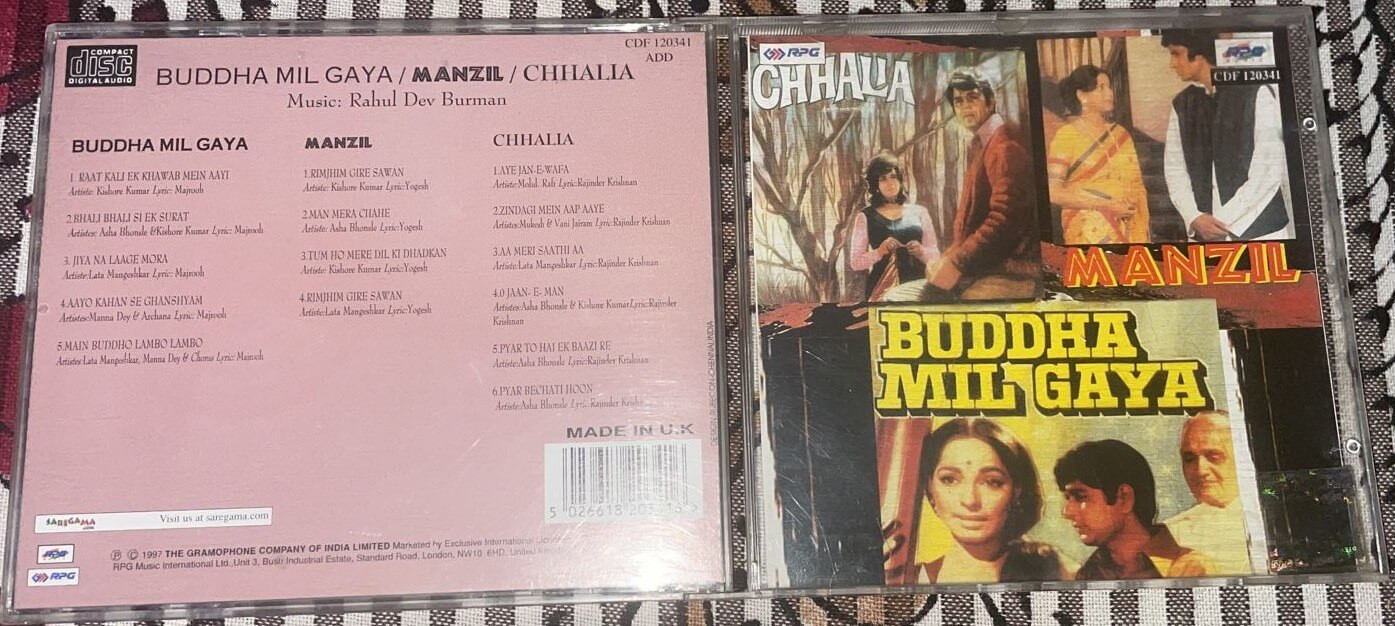 COMPACT
disc
DIGITAL AUDIO
CDF 120341
ADD
BUDDHA MIL GAYA / MANZIL / CHHALIA
Music: Rahul Dev Burman
BUDDHA MIL GAYA
1. RAAT KALI EK KHAWAB MEIN AAYI
Artiste: Kishore Kumar Lyric: Majrooh
2.BHALI BHALI SI EK SURAT
Artistes: Asha Bhonsle &Kishore Kumar Lyric: Majrooh
3. JIYA NA LAAGE MORA
Artiste:Lata Mangeshkar Lyric: Majrooh
4.AAYO KAHAN SE GHANSHYAM
Artistes:Manna Dey & Archana Lyric: Majrooh
5.MAIN BUDDHO LAMBO LAMBO
Artistes:Lata Mangeshkar, Manna Dey & Chorus Lyric: Majrooh
MANZIL
1.RIMJHIM GIRE SAWAN
Artiste: Kishore Kumar Lyric:Yogesh
2.MAN MERA CHAHE
Artiste: Asha Bhonsle Lyric:Yogesh
3.TUM HO MERE DIL KI DHADKAN
Artiste: Kishore Kumar Lyric:Yogesh
4.RIMJHIM GIRE SAWAN
Artiste:Lata Mangeshkar Lyric:Yogesh
CHHALIA
1.AYE JAN-E-WAFA
Artiste:Mohd. Rafi Lyric:Rajinder Krishnan
2.ZINDAGI MEIN AAP AAYE
Artistes:Mukesh & Vani Jairam Lyric:Rajinder Krishnan
3.AA MERI SAATHI AA
Artiste:Lata Mangeshkar Lyric:Rajinder Krishnan
4.O JAAN- E- MAN
Artistes:Asha Bhonsle & Kishore KumarLyric:Rajinder
Krishnan
5.PYAR TO HAI EK BAAZI RE
Artiste:Asha Bhonsle Lyric:Rajinder Krishnan
6.PYAR BECHATI HOON
Artiste:Asha Bhonsle Lyric: Rajinder
MADE IN U.K
5 026618
SAREGAMA
.com
Visit us at saregama.com
RPG
RPG
℗ © 1997 THE GRAMOPHONE COMPANY OF INDIA LIMITED Marketed by Exclusive International
RPG Music International Ltd.,Unit 3, Bush Industrial Estate, Standard Road, London, NW10 6HD, United
RPG
CHHALIA
RPG
CDF 120341
MANZIL
BUDDHA
MIL GAYA